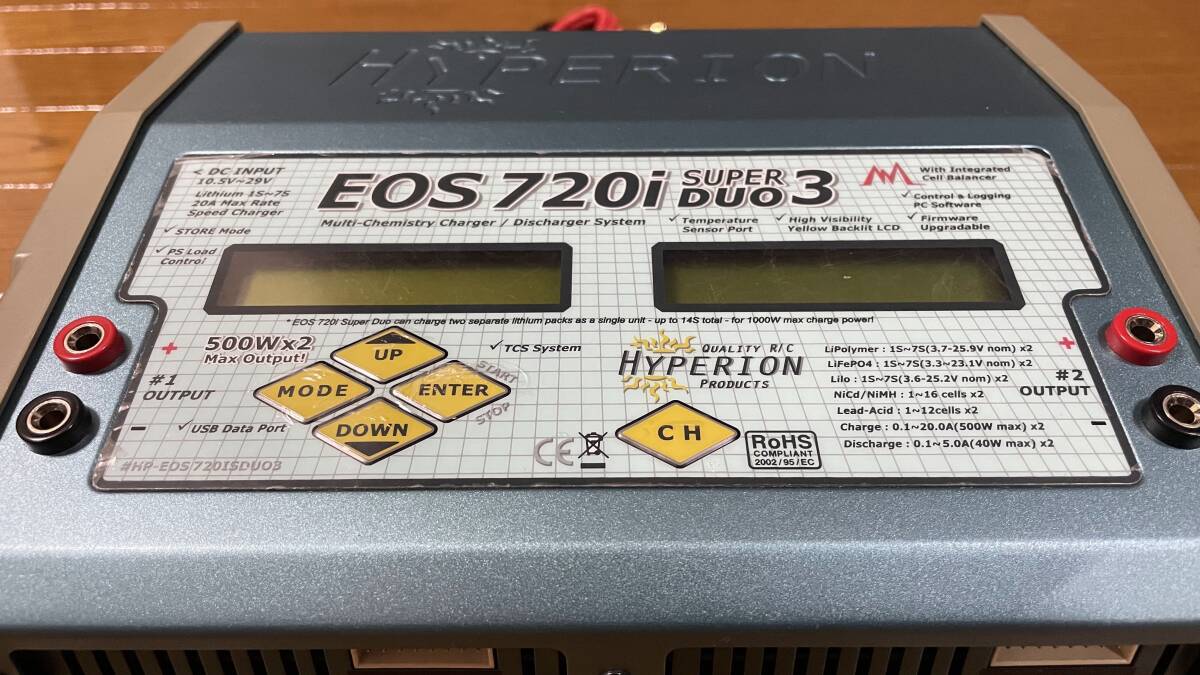 HYPERION
< DC INPUT
10.5V~29V
Lithium 1S~7S
20A Max Rate
Speed Charger
✓ STORE Mode
✓ PS Load
Control
EOS 720i SUPER DUO 3
Multi-Chemistry Charger / Discharger System
✓ Temperature
Sensor Port
✓ High Visibility
Yellow Backlit LCD
With Integrated
Cell Balancer
✓ Control & Logging
PC Software
✓ Firmware
Upgradable
* EOS 720i Super Duo can charge two separate lithium packs as a single unit - up to 14S total - for 1000W max charge power!
+
500Wx2
Max Output!
#1
OUTPUT
-
✓ USB Data Port
#HP-EOS720ISDUO3
UP
MODE
ENTER
DOWN
START
STOP
✓ TCS System
QUALITY R/C
HYPERION
PRODUCTS
CH
CE
RoHS
COMPLIANT
2002/95/EC
LiPolymer : 1S~7S(3.7-25.9V nom) x2
LiFePO4 : 1S~7S(3.3~23.1V nom) x2
LiIo : 1S~7S(3.6-25.2V nom) x2
NiCd/NiMH : 1~16 cells x2
Lead-Acid : 1~12cells x2
Charge : 0.1~20.0A(500W max) x2
Discharge : 0.1~5.0A(40W max) x2
+
#2
OUTPUT
-